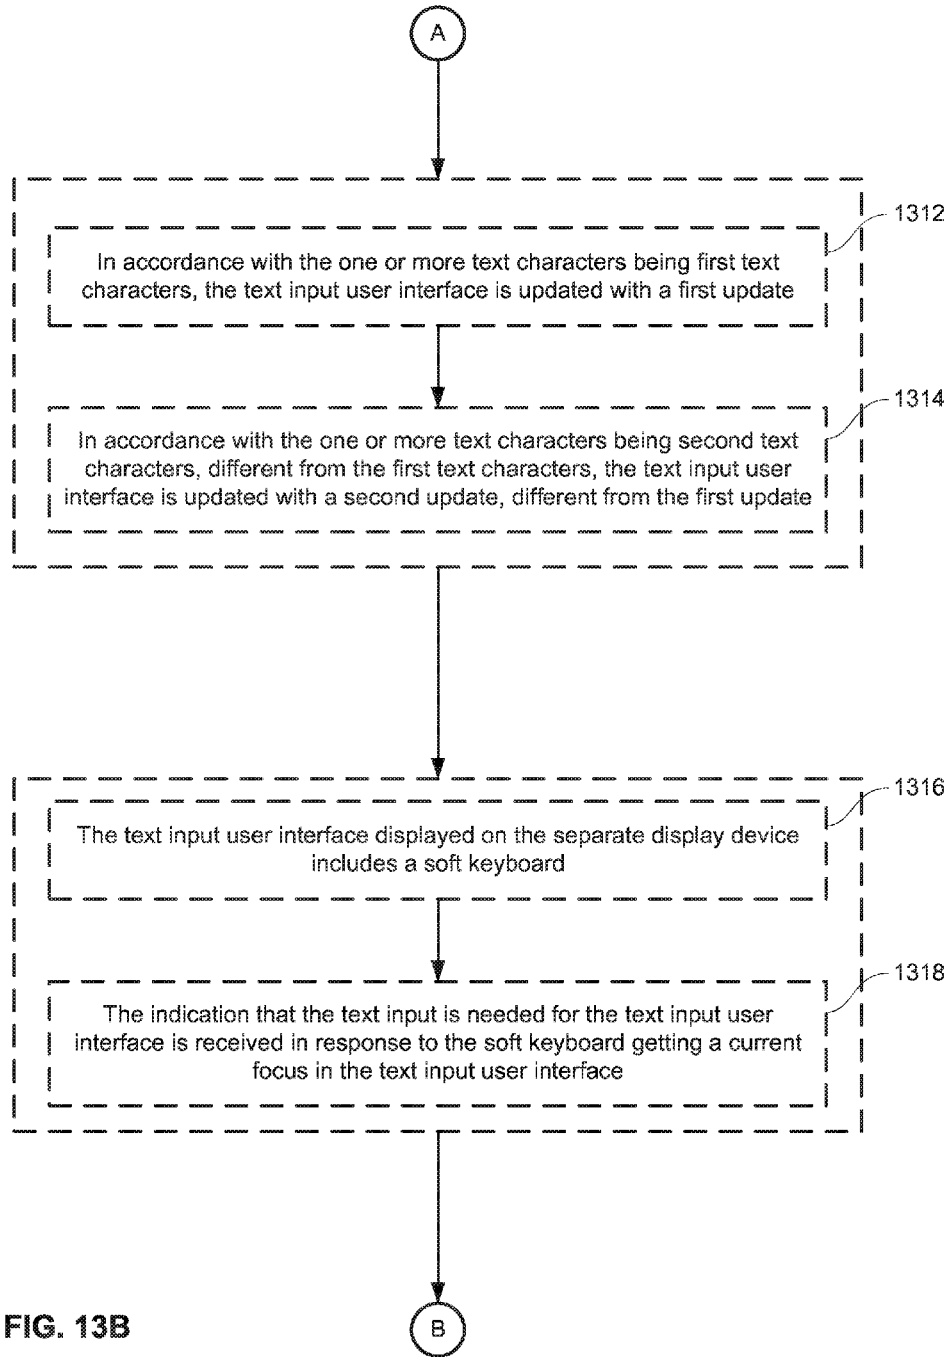 A
1312
In accordance with the one or more text characters being first text
characters, the text input user interface is updated with a first update
1314
In accordance with the one or more text characters being second text
characters, different from the first text characters, the text input user
interface is updated with a second update, different from the first update
1316
The text input user interface displayed on the separate display device
includes a soft keyboard
1318
The indication that the text input is needed for the text input user
interface is received in response to the soft keyboard getting a current
focus in the text input user interface
FIG. 13B
B